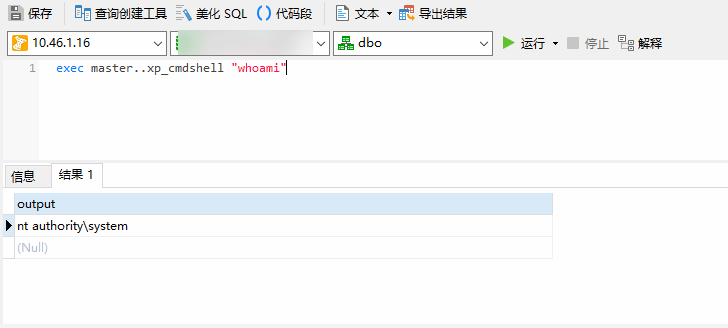 保存 查询创建工具 美化 SQL () 代码段 文本 导出结果
10.46.1.16 dbo 运行 停止 解释
1 exec master..xp_cmdshell "whoami"
信息 结果 1
output
nt authority\system
(Null)